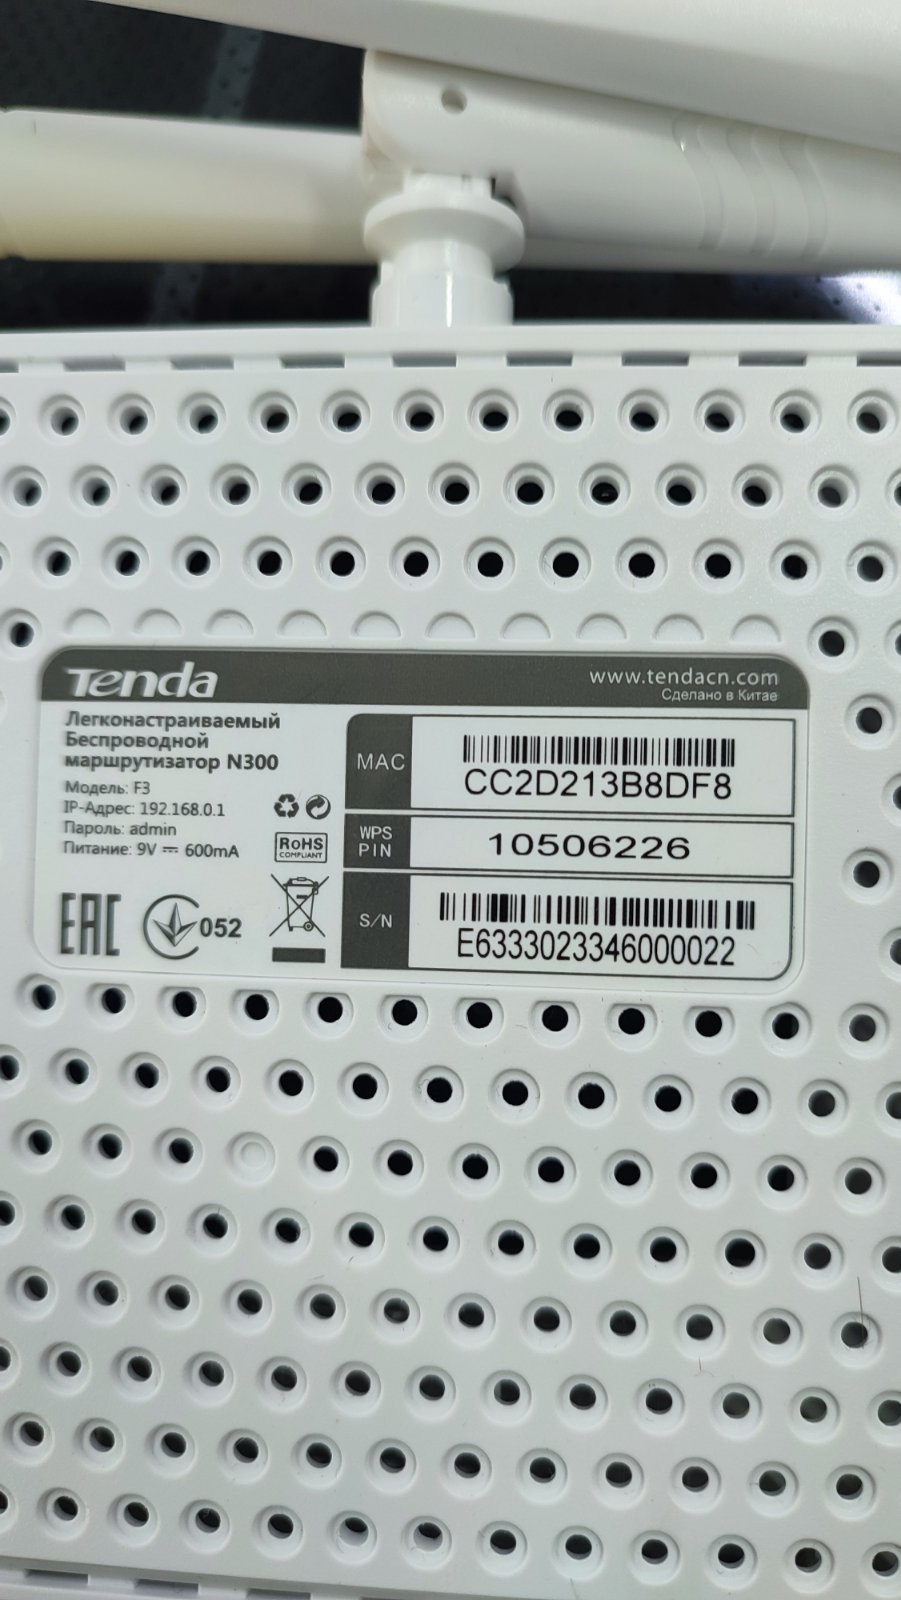 Tenda
www.tendacn.com
Сделано в Китае
Легконастраиваемый
Беспроводной
маршрутизатор N300
Модель: F3
IP-Адрес: 192.168.0.1
Пароль: admin
Питание: 9V ⎓ 600mA
RoHS
COMPLIANT
EAC
052
MAC
CC2D213B8DF8
WPS
PIN
10506226
S/N
E6333023346000022